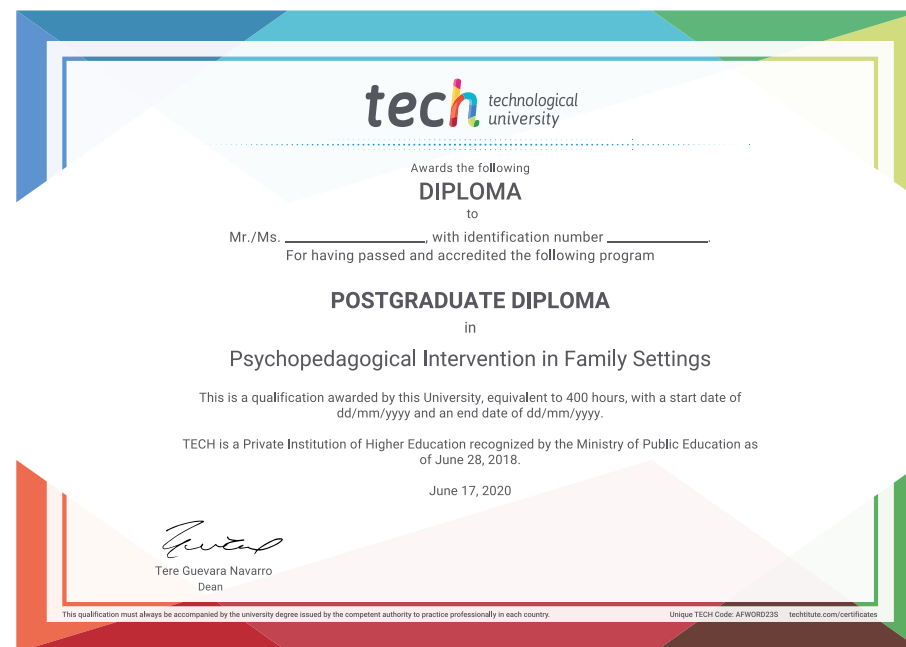 tech technological
university
Awards the following
DIPLOMA
to
Mr./Ms. ____________________, with identification number ______________.
For having passed and accredited the following program
POSTGRADUATE DIPLOMA
in
Psychopedagogical Intervention in Family Settings
This is a qualification awarded by this University, equivalent to 400 hours, with a start date of
dd/mm/yyyy and an end date of dd/mm/yyyy.
TECH is a Private Institution of Higher Education recognized by the Ministry of Public Education as
of June 28, 2018.
June 17, 2020
Tere Guevara Navarro
Dean
This qualification must always be accompanied by the university degree issued by the competent authority to practice professionally in each country. Unique TECH Code: AFWORD23S techtitute.com/certificates